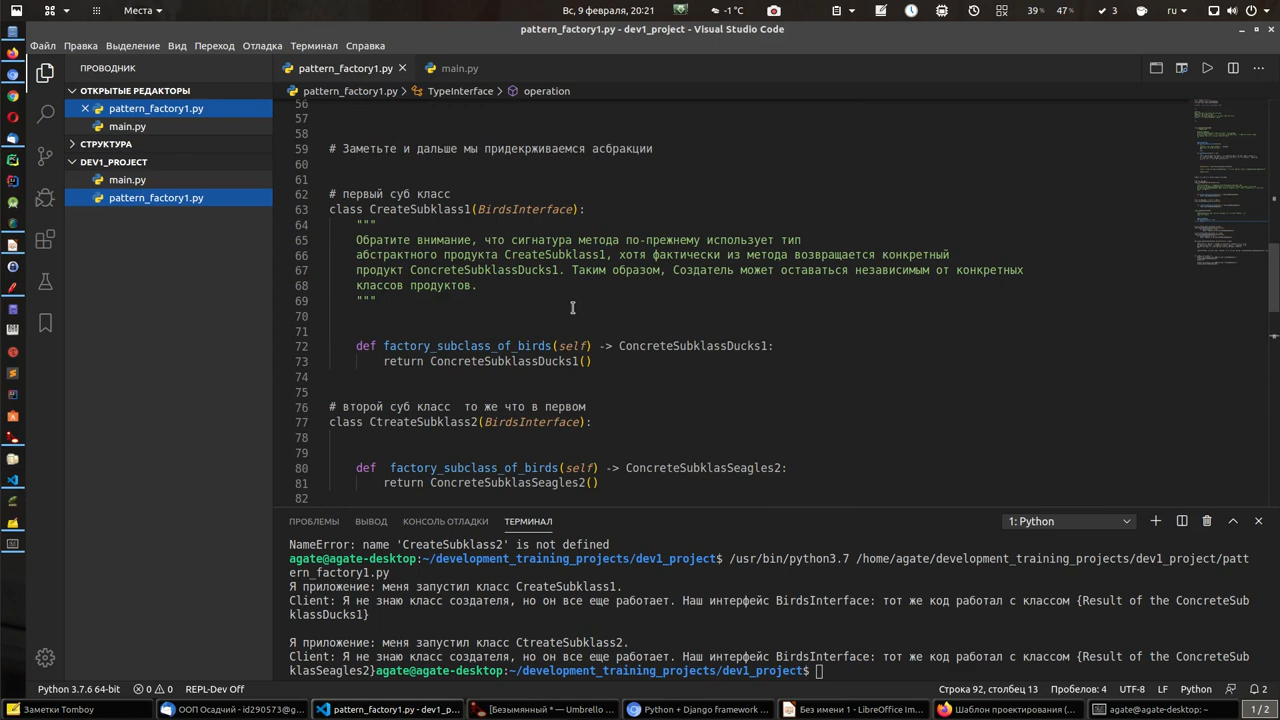 Места
Вс, 9 февраля, 20:21
-1 °C
39%
47%
3
ru
pattern_factory1.py - dev1_project - Visual Studio Code
Файл Правка Выделение Вид Переход Отладка Терминал Справка
ПРОВОДНИК
ОТКРЫТЫЕ РЕДАКТОРЫ
pattern_factory1.py
main.py
СТРУКТУРА
DEV1_PROJECT
main.py
pattern_factory1.py
pattern_factory1.py
main.py
pattern_factory1.py > TypeInterface > operation
56
57
58
59 # Заметьте и дальше мы припекрживаемся асбракции
60
61
62 # первый суб класс
63 class CreateSubklass1(BirdsInterface):
64 """
65 Обратите внимание, что сигнатура метода по-прежнему использует тип
66 абстрактного продукта CreateSubklass1, хотя фактически из метода возвращается конкретный
67 продукт ConcreteSubklassDucks1. Таким образом, Создатель может оставаться независимым от конкретных
68 классов продуктов.
69 """
70
71
72 def factory_subclass_of_birds(self) -> ConcreteSubklassDucks1:
73 return ConcreteSubklassDucks1()
74
75
76 # второй суб класс  то же что в первом
77 class CtreateSubklass2(BirdsInterface):
78
79
80 def  factory_subclass_of_birds(self) -> ConcreteSubklasSeagles2:
81 return ConcreteSubklasSeagles2()
82
ПРОБЛЕМЫ ВЫВОД КОНСОЛЬ ОТЛАДКИ ТЕРМИНАЛ
1: Python
NameError: name 'CreateSubklass2' is not defined
agate@agate-desktop:~/development_training_projects/dev1_project$ /usr/bin/python3.7 /home/agate/development_training_projects/dev1_project/patt
ern_factory1.py
Я приложение: меня запустил класс CreateSubklass1.
Client: Я не знаю класс создателя, но он все еще работает. Наш интерфейс BirdsInterface: тот же код работал с классом {Result of the ConcreteSub
klassDucks1}
Я приложение: меня запустил класс CtreateSubklass2.
Client: Я не знаю класс создателя, но он все еще работает. Наш интерфейс BirdsInterface: тот же код работал с классом {Result of the ConcreteSub
klasSeagles2}agate@agate-desktop:~/development_training_projects/dev1_project$
Python 3.7.6 64-bit
0
0
REPL-Dev Off
Строка 92, столбец 13
Пробелов: 4
UTF-8
LF
Python
2
Заметки Tomboy
ООП Осадчий - id290573@g...
pattern_factory1.py - dev1_p...
[Безымянный* — Umbrello ...
Python + Django framework ...
Без имени 1 - LibreOffice Im...
Шаблон проектирования (...
agate@agate-desktop: ~
1 / 2